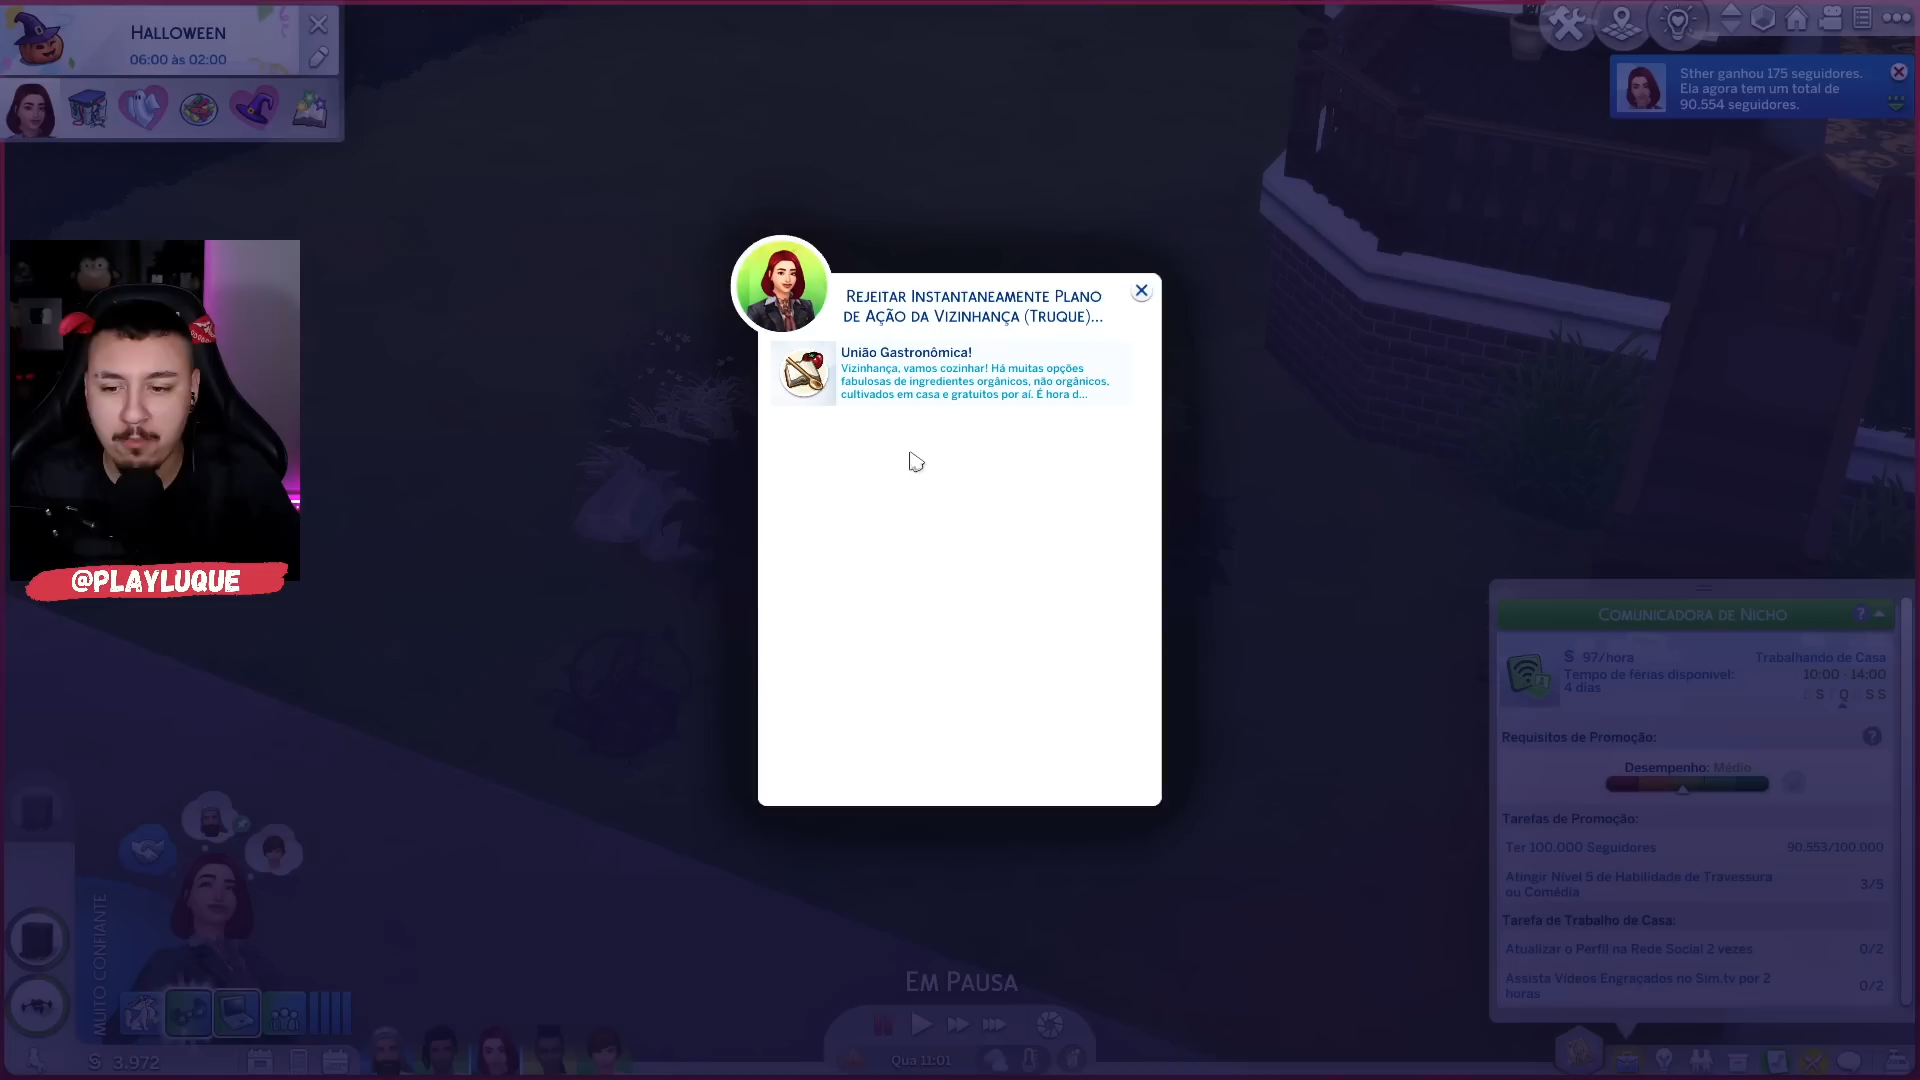 HALLOWEEN
06:00 às 02:00
Sther ganhou 175 seguidores.
Ela agora tem um total de
90.554 seguidores.
REJEITAR INSTANTANEAMENTE PLANO
DE AÇÃO DA VIZINHANÇA (TRUQUE)...
União Gastronômica!
Vizinhança, vamos cozinhar! Há muitas opções
fabulosas de ingredientes orgânicos, não orgânicos,
cultivados em casa e gratuitos por aí. É hora d...
@PLAYLUQUE
COMUNICADORA DE NICHO
?
$ 97/hora
Trabalhando de Casa
Tempo de férias disponível:
4 dias
10:00 - 14:00
S Q S S
Requisitos de Promoção:
?
Desempenho: Médio
Tarefas de Promoção:
Ter 100.000 Seguidores
90.553/100.000
Atingir Nível 5 de Habilidade de Travessura
ou Comédia
3/5
Tarefa de Trabalho de Casa:
Atualizar o Perfil na Rede Social 2 vezes
0/2
Assista Vídeos Engraçados no Sim.tv por 2
horas
0/2
MUITO CONFIANTE
EM PAUSA
$ 3.972
Qua 11:01